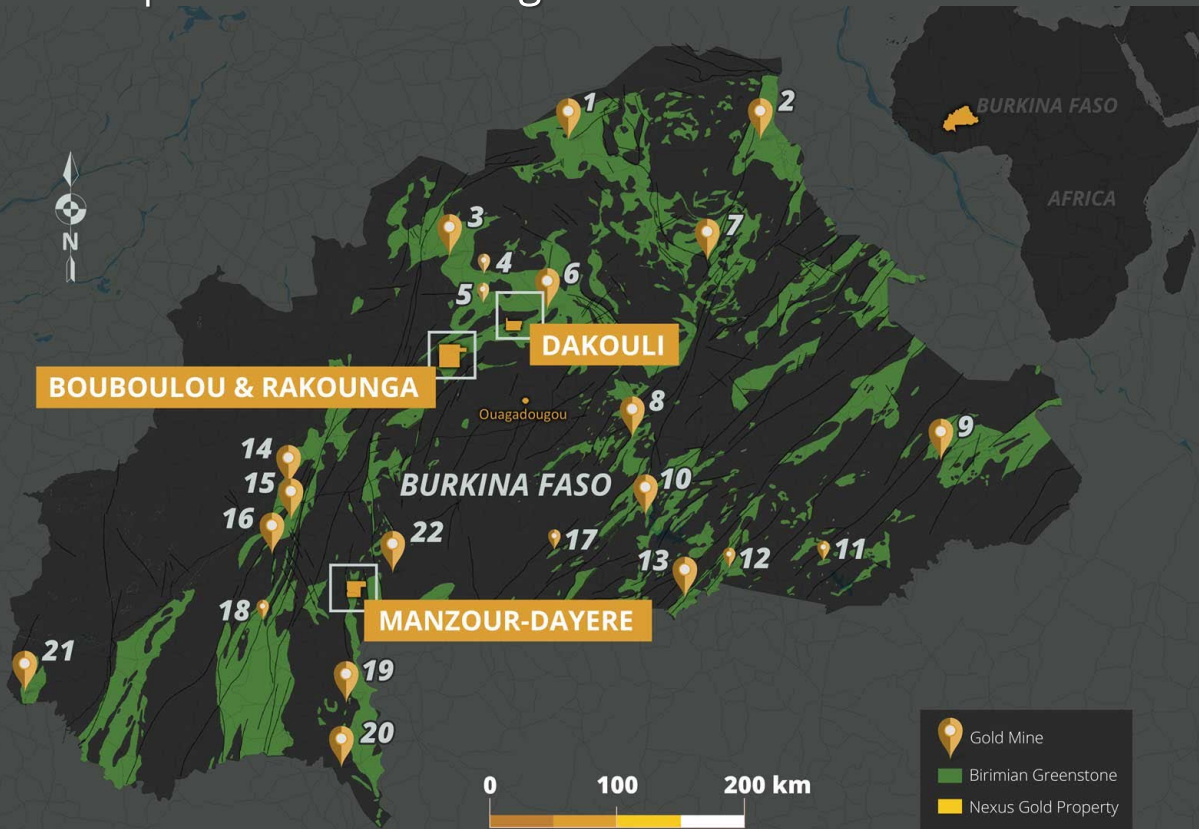 1
2
BURKINA FASO
AFRICA
N
3
7
4
6
5
DAKOULI
BOUBOULOU & RAKOUNGA
Ouagadougou
8
9
14
BURKINA FASO
10
15
16
22
17
11
13
12
18
MANZOUR-DAYERE
21
19
20
0 100 200 km
Gold Mine
Birimian Greenstone
Nexus Gold Property